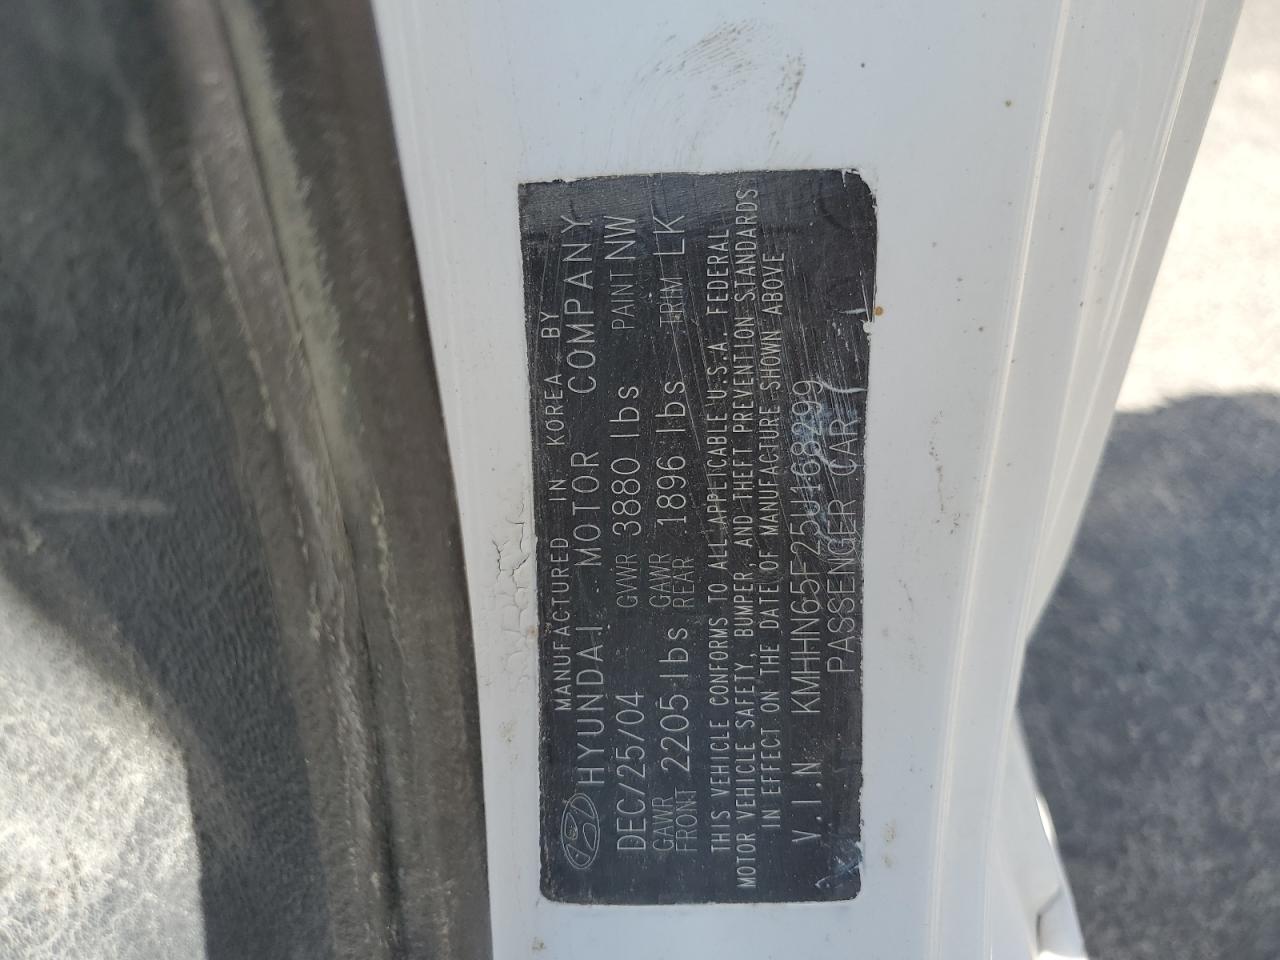 MANUFACTURED IN KOREA BY
HYUNDAI MOTOR COMPANY
DEC/25/04 GVWR 3880 lbs PAINT NW
GAWR FRONT 2205 lbs GAWR REAR 1896 lbs TRIM LK
THIS VEHICLE CONFORMS TO ALL APPLICABLE U.S.A. FEDERAL
MOTOR VEHICLE SAFETY, BUMPER, AND THEFT PREVENTION STANDARDS
IN EFFECT ON THE DATE OF MANUFACTURE SHOWN ABOVE
V.I.N KMHHN65F25U168299
PASSENGER CAR